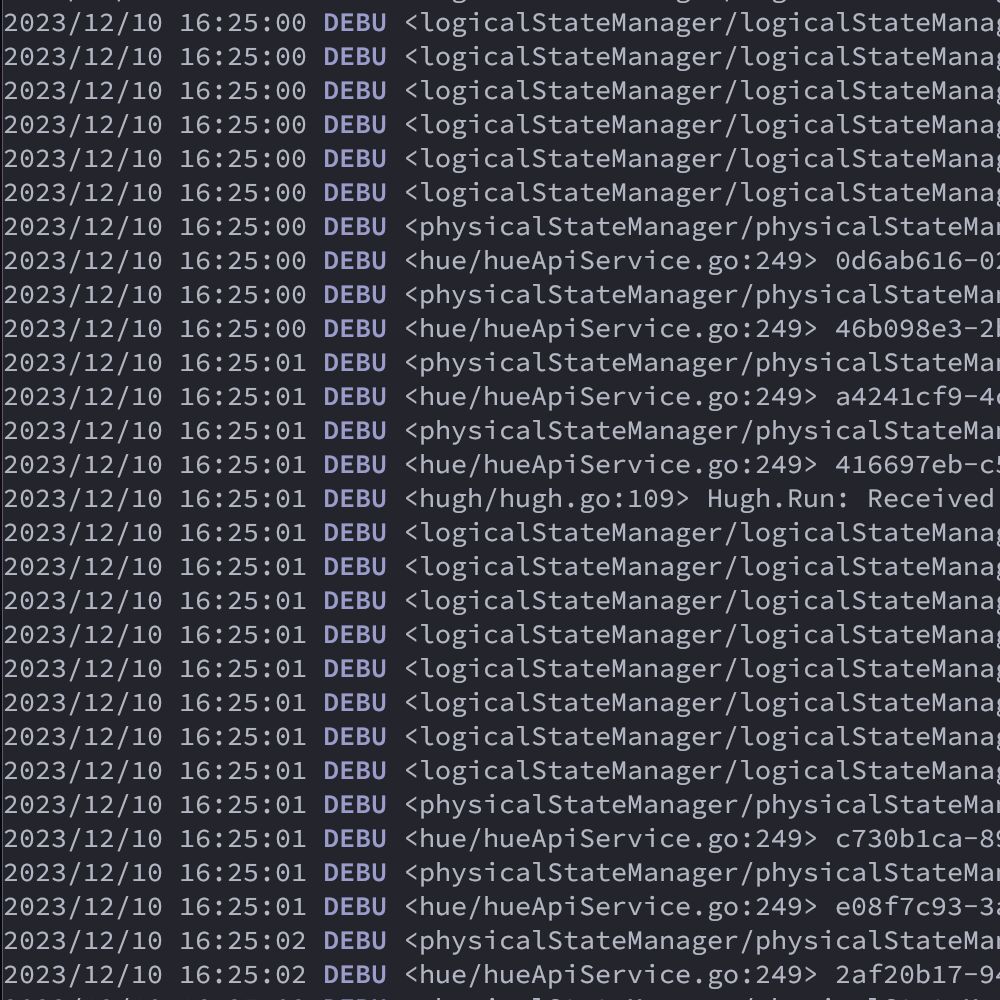 2023/12/10 16:25:00 DEBU <logicalStateManager/logicalStateManag
2023/12/10 16:25:00 DEBU <logicalStateManager/logicalStateManag
2023/12/10 16:25:00 DEBU <logicalStateManager/logicalStateManag
2023/12/10 16:25:00 DEBU <logicalStateManager/logicalStateManag
2023/12/10 16:25:00 DEBU <logicalStateManager/logicalStateManag
2023/12/10 16:25:00 DEBU <logicalStateManager/logicalStateManag
2023/12/10 16:25:00 DEBU <physicalStateManager/physicalStateMan
2023/12/10 16:25:00 DEBU <hue/hueApiService.go:249> 0d6ab616-02
2023/12/10 16:25:00 DEBU <physicalStateManager/physicalStateMan
2023/12/10 16:25:00 DEBU <hue/hueApiService.go:249> 46b098e3-2
2023/12/10 16:25:01 DEBU <physicalStateManager/physicalStateMan
2023/12/10 16:25:01 DEBU <hue/hueApiService.go:249> a4241cf9-4c
2023/12/10 16:25:01 DEBU <physicalStateManager/physicalStateMan
2023/12/10 16:25:01 DEBU <hue/hueApiService.go:249> 416697eb-c5
2023/12/10 16:25:01 DEBU <hugh/hugh.go:109> Hugh.Run: Received
2023/12/10 16:25:01 DEBU <logicalStateManager/logicalStateManag
2023/12/10 16:25:01 DEBU <logicalStateManager/logicalStateManag
2023/12/10 16:25:01 DEBU <logicalStateManager/logicalStateManag
2023/12/10 16:25:01 DEBU <logicalStateManager/logicalStateManag
2023/12/10 16:25:01 DEBU <logicalStateManager/logicalStateManag
2023/12/10 16:25:01 DEBU <logicalStateManager/logicalStateManag
2023/12/10 16:25:01 DEBU <logicalStateManager/logicalStateManag
2023/12/10 16:25:01 DEBU <logicalStateManager/logicalStateManag
2023/12/10 16:25:01 DEBU <physicalStateManager/physicalStateMan
2023/12/10 16:25:01 DEBU <hue/hueApiService.go:249> c730b1ca-89
2023/12/10 16:25:01 DEBU <physicalStateManager/physicalStateMan
2023/12/10 16:25:01 DEBU <hue/hueApiService.go:249> e08f7c93-3
2023/12/10 16:25:02 DEBU <physicalStateManager/physicalStateMan
2023/12/10 16:25:02 DEBU <hue/hueApiService.go:249> 2af20b17-94